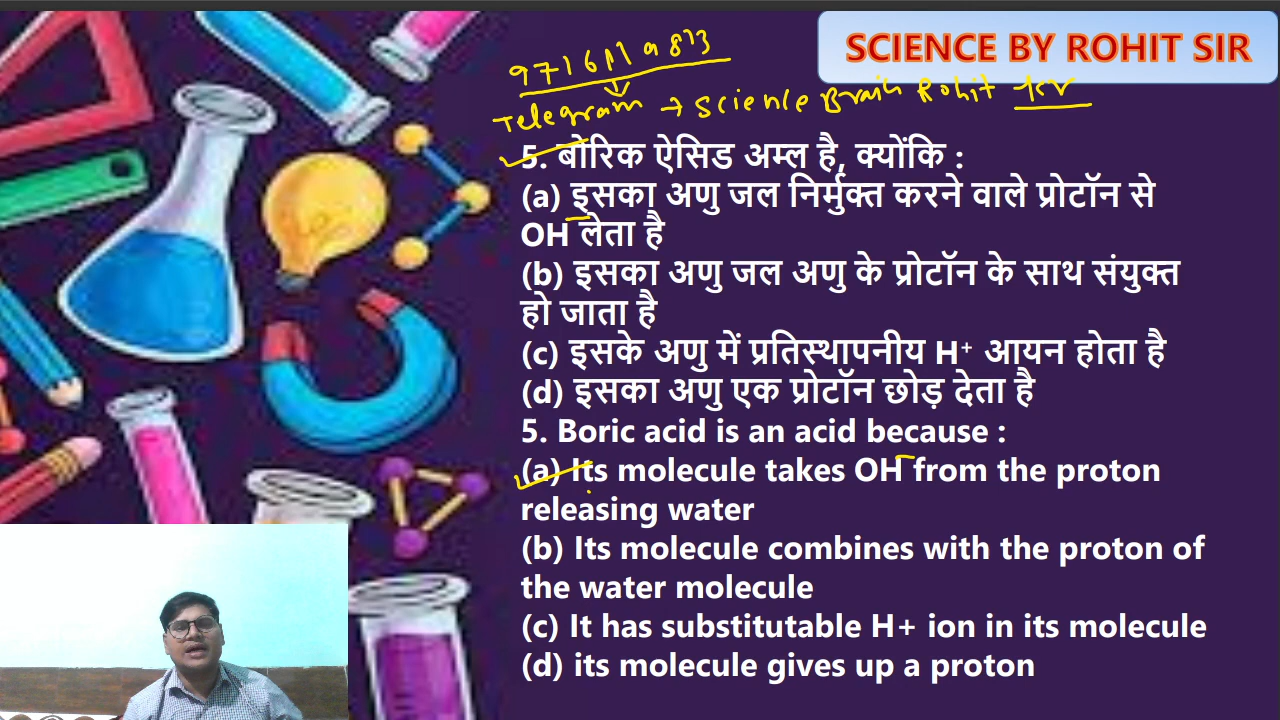 SCIENCE BY ROHIT SIR
Telegram → Science Brain Rohit
5. बोरिक ऐसिड अम्ल है, क्योंकि :
(a) इसका अणु जल निर्मुक्त करने वाले प्रोटॉन से
OH लेता है
(b) इसका अणु जल अणु के प्रोटॉन के साथ संयुक्त
हो जाता है
(c) इसके अणु में प्रतिस्थापनीय H⁺ आयन होता है
(d) इसका अणु एक प्रोटॉन छोड़ देता है
5. Boric acid is an acid because :
(a) Its molecule takes OH⁻ from the proton
releasing water
(b) Its molecule combines with the proton of
the water molecule
(c) It has substitutable H+ ion in its molecule
(d) its molecule gives up a proton